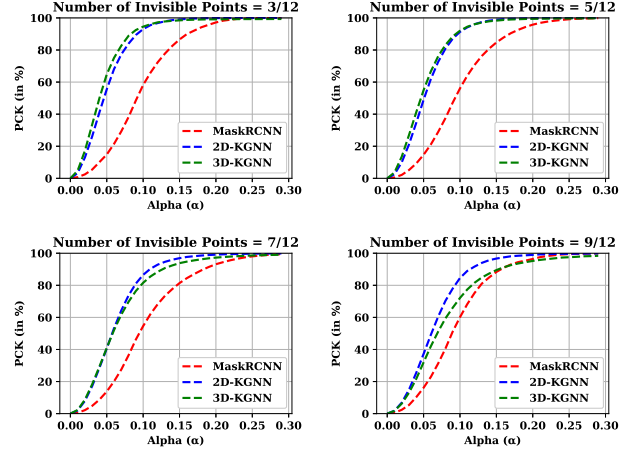 Number of Invisible Points = 3/12
PCK (in %)
100
80
60
40
20
0
MaskRCNN
2D-KGNN
3D-KGNN
0.00 0.05 0.10 0.15 0.20 0.25 0.30
Alpha (α)
Number of Invisible Points = 5/12
PCK (in %)
100
80
60
40
20
0
MaskRCNN
2D-KGNN
3D-KGNN
0.00 0.05 0.10 0.15 0.20 0.25 0.30
Alpha (α)
Number of Invisible Points = 7/12
PCK (in %)
100
80
60
40
20
0
MaskRCNN
2D-KGNN
3D-KGNN
0.00 0.05 0.10 0.15 0.20 0.25 0.30
Alpha (α)
Number of Invisible Points = 9/12
PCK (in %)
100
80
60
40
20
0
MaskRCNN
2D-KGNN
3D-KGNN
0.00 0.05 0.10 0.15 0.20 0.25 0.30
Alpha (α)